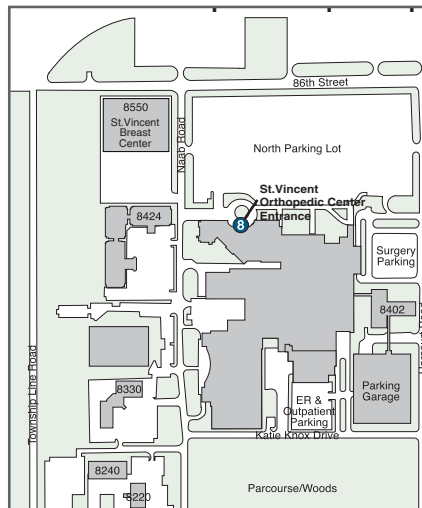 86th Street
8550
St.Vincent
Breast
Center
Naab Road
North Parking Lot
St.Vincent
Orthopedic Center
Entrance
8
8424
Surgery
Parking
8402
Township Line Road
8330
ER &
Outpatient
Parking
Parking
Garage
Katie Knox Drive
8240
8220
Parcourse/Woods